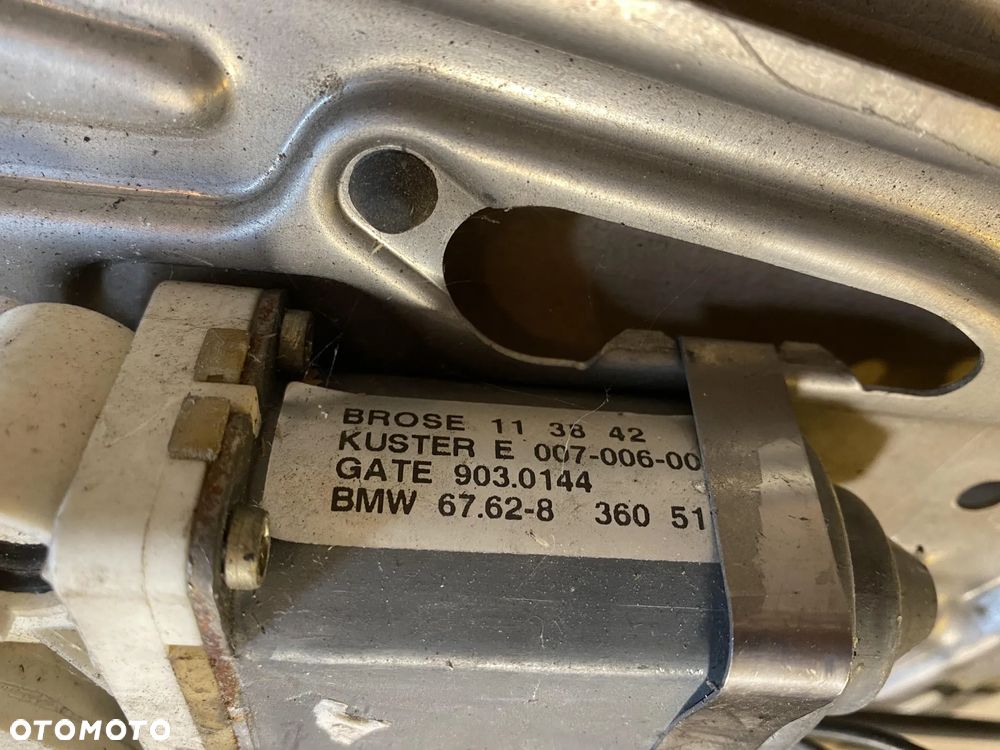 BROSE 11 38 42
KUSTER E 007-006-00
GATE 903.0144
BMW 67.62-8 360 51
OTOMOTO